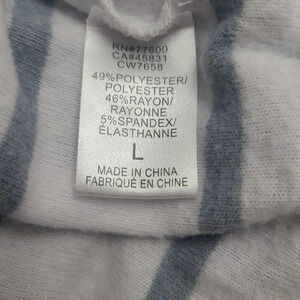 RN#77600
CA#45831
CW7658
49%POLYESTER/
POLYESTER
46%RAYON/
RAYONNE
5%SPANDEX/
ÉLASTHANNE
L
MADE IN CHINA
FABRIQUÉ EN CHINE